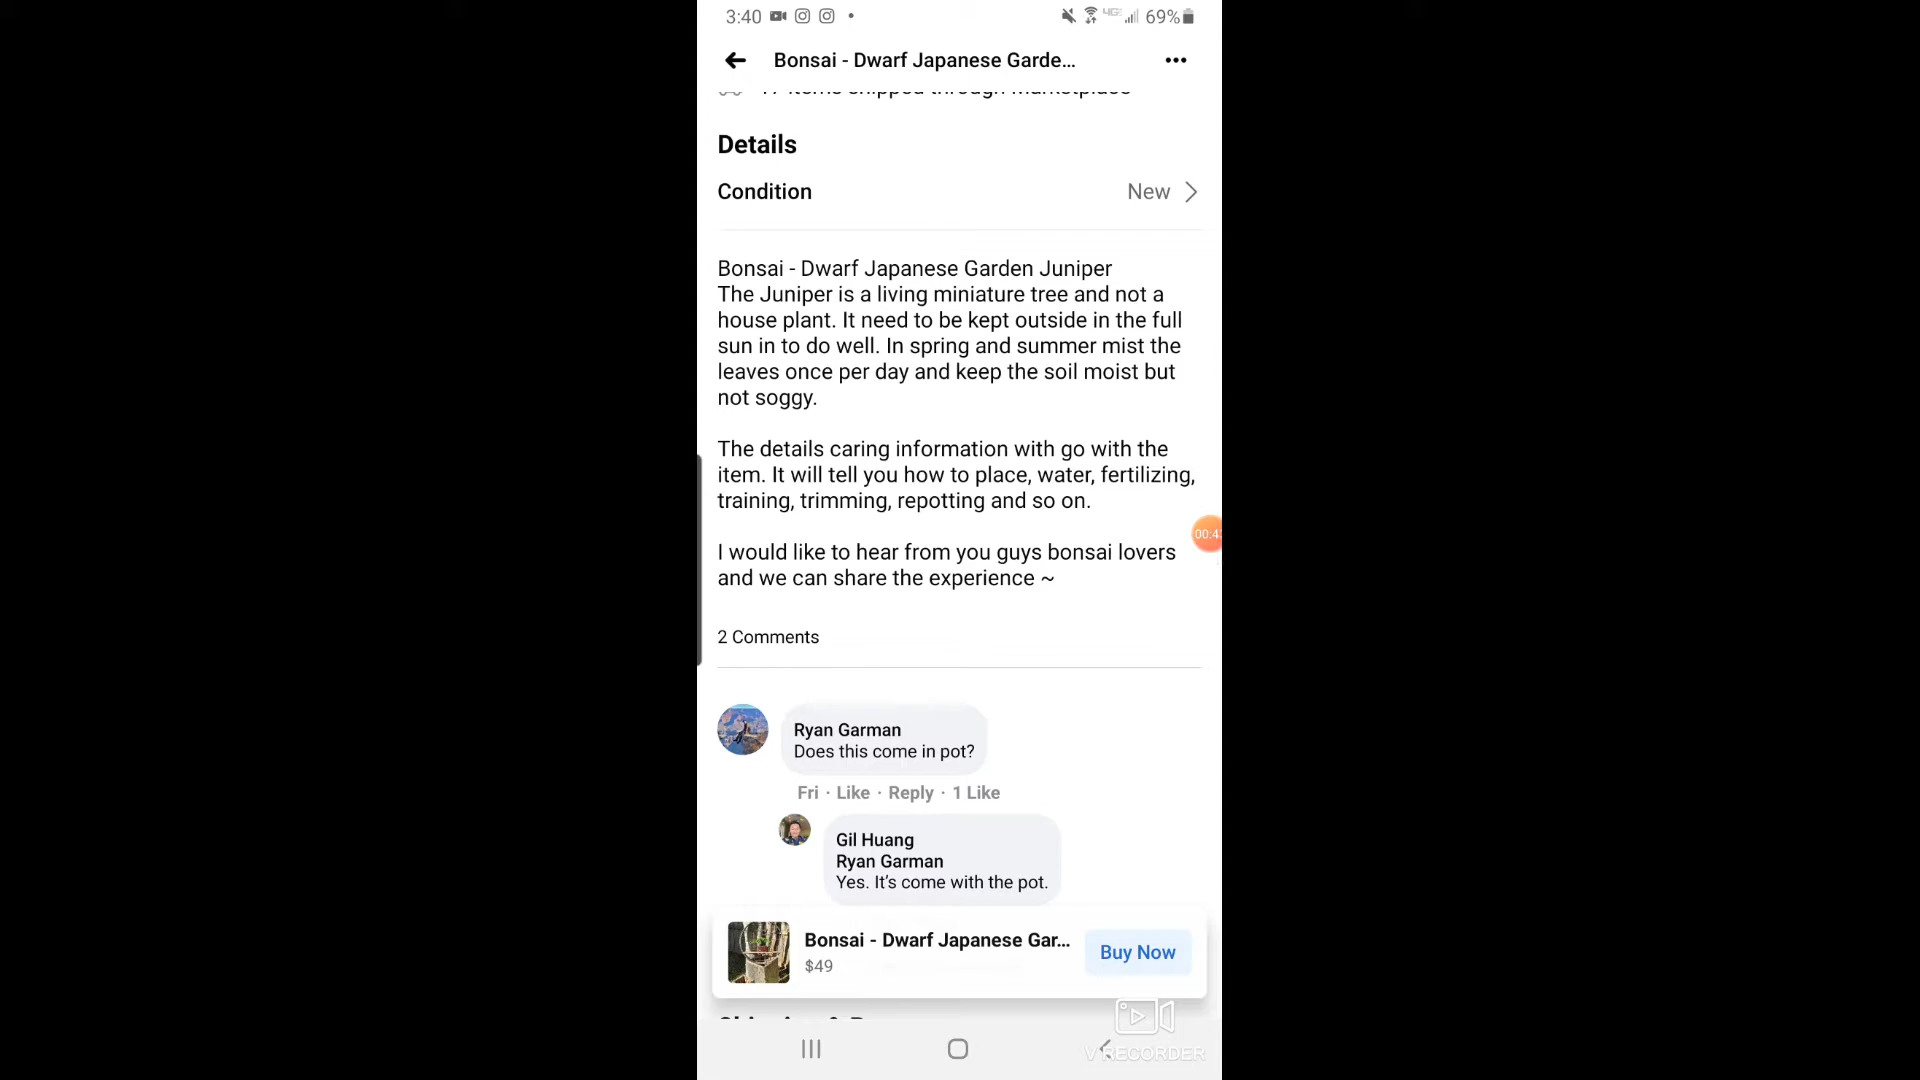 3:40
69%
Bonsai - Dwarf Japanese Garde...
17 items shipped through Marketplace
Details
Condition
New
Bonsai - Dwarf Japanese Garden Juniper
The Juniper is a living miniature tree and not a
house plant. It need to be kept outside in the full
sun in to do well. In spring and summer mist the
leaves once per day and keep the soil moist but
not soggy.
The details caring information with go with the
item. It will tell you how to place, water, fertilizing,
training, trimming, repotting and so on.
I would like to hear from you guys bonsai lovers
and we can share the experience ~
2 Comments
Ryan Garman
Does this come in pot?
Fri · Like · Reply · 1 Like
Gil Huang
Ryan Garman
Yes. It's come with the pot.
Bonsai - Dwarf Japanese Gar...
$49
Buy Now
V RECORDER